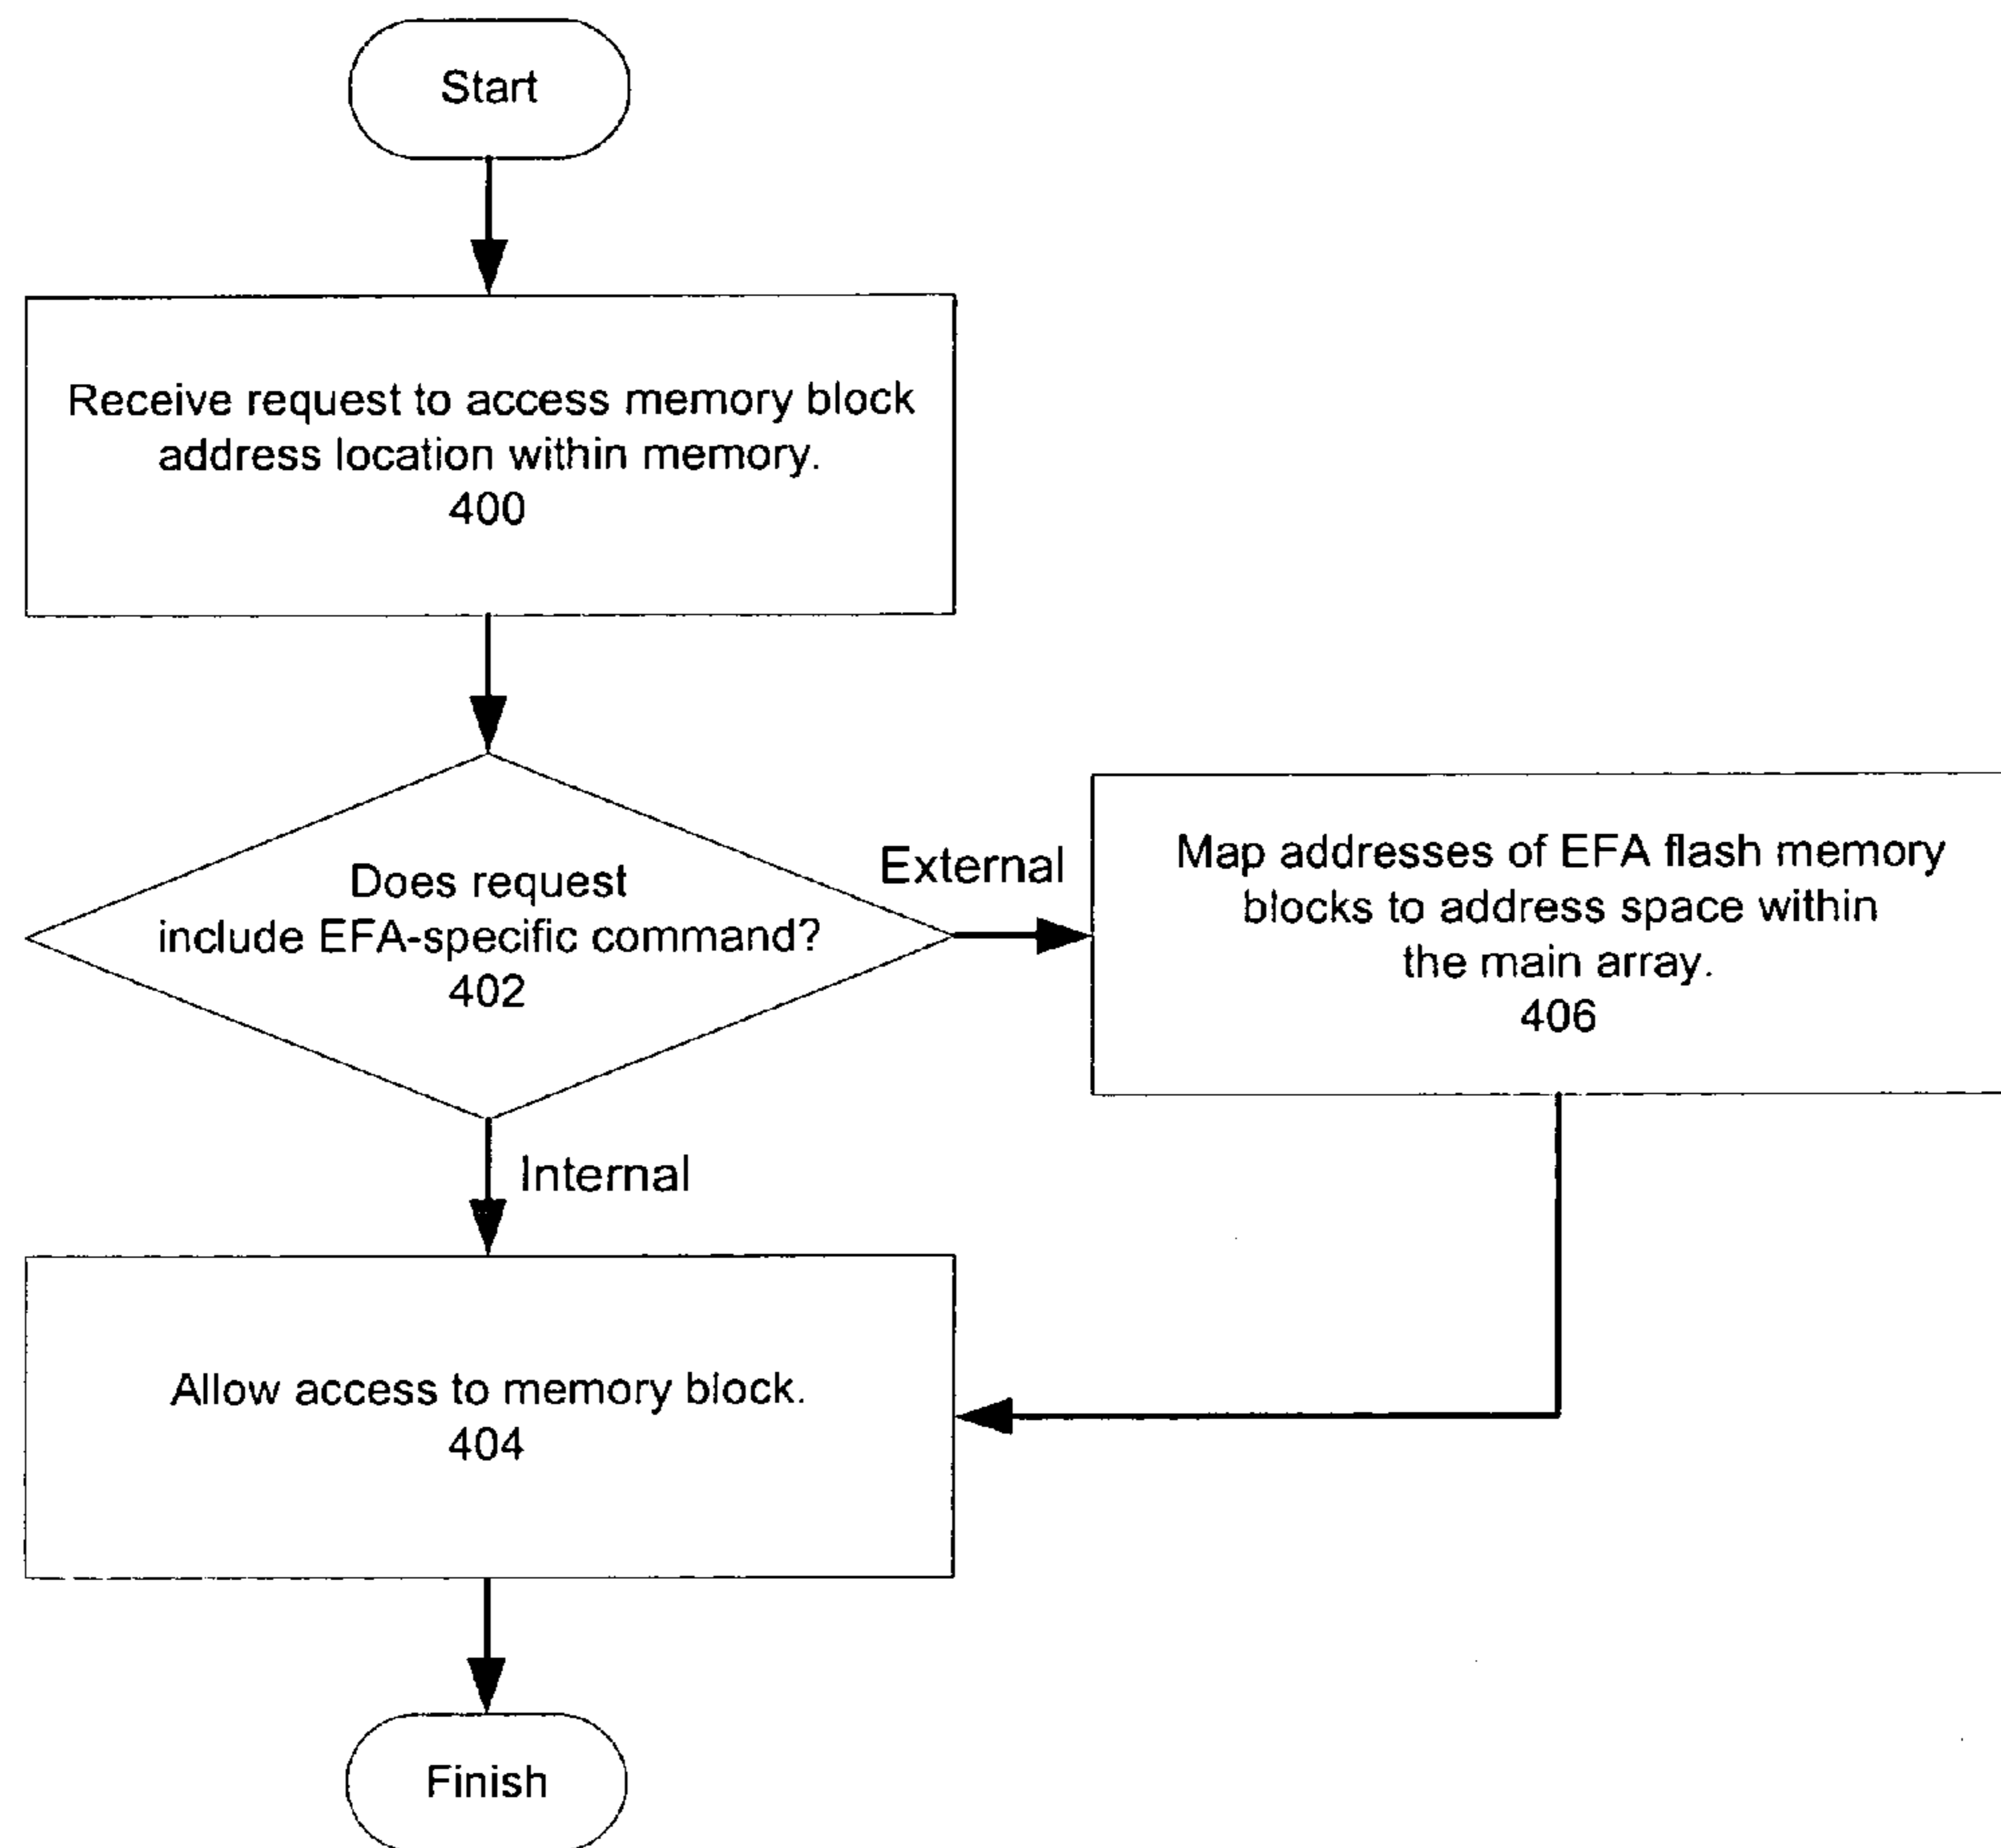 Start
Receive request to access memory block
address location within memory.
400
Does request
include EFA-specific command?
402
External
Map addresses of EFA flash memory
blocks to address space within
the main array.
406
Internal
Allow access to memory block.
404
Finish